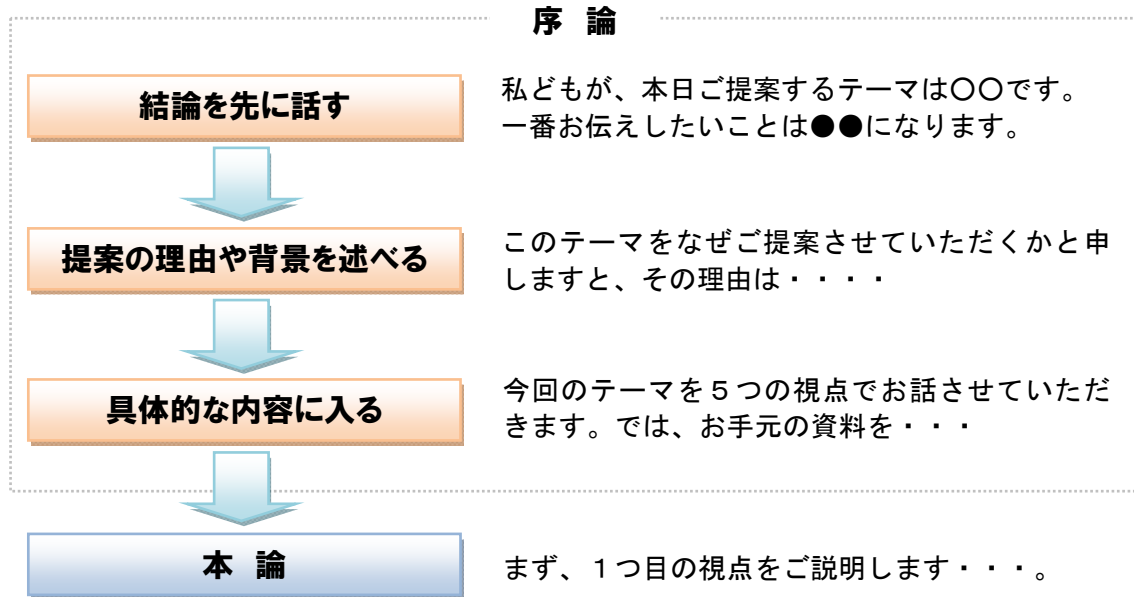 序 論
結論を先に話す
私どもが、本日ご提案するテーマは〇〇です。
一番お伝えしたいことは●●になります。
提案の理由や背景を述べる
このテーマをなぜご提案させていただくかと申
しますと、その理由は・・・・
具体的な内容に入る
今回のテーマを５つの視点でお話させていただ
きます。では、お手元の資料を・・・
本 論
まず、１つ目の視点をご説明します・・・。